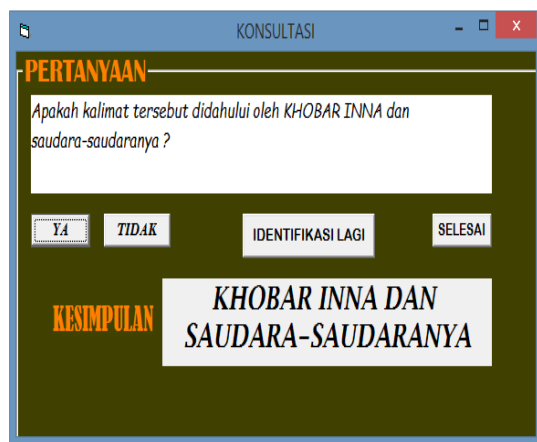 KONSULTASI
PERTANYAAN
Apakah kalimat tersebut didahului oleh KHOBAR INNA dan
saudara-saudaranya ?
YA TIDAK IDENTIFIKASI LAGI SELESAI
KESIMPULAN
KHOBAR INNA DAN
SAUDARA-SAUDARANYA